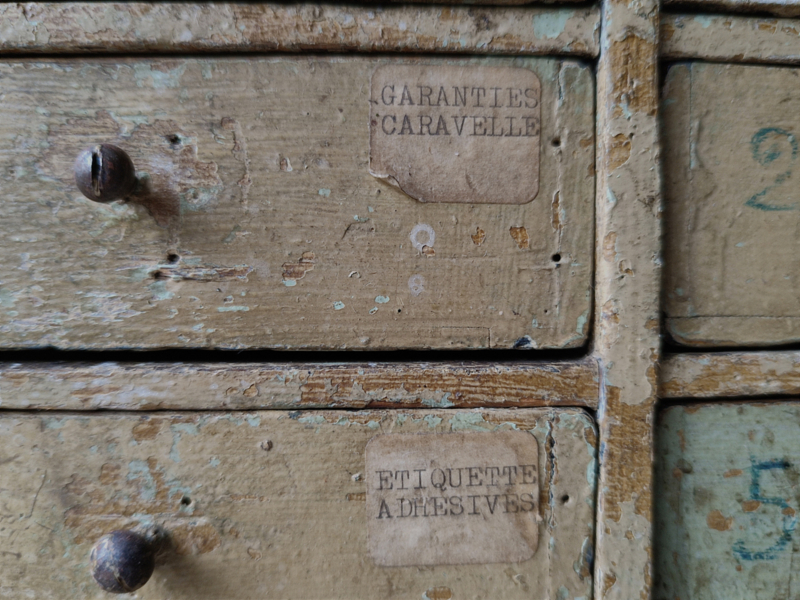 GARANTIES
CARAVELLE
2
ETIQUETTE
ADHESIVES
5